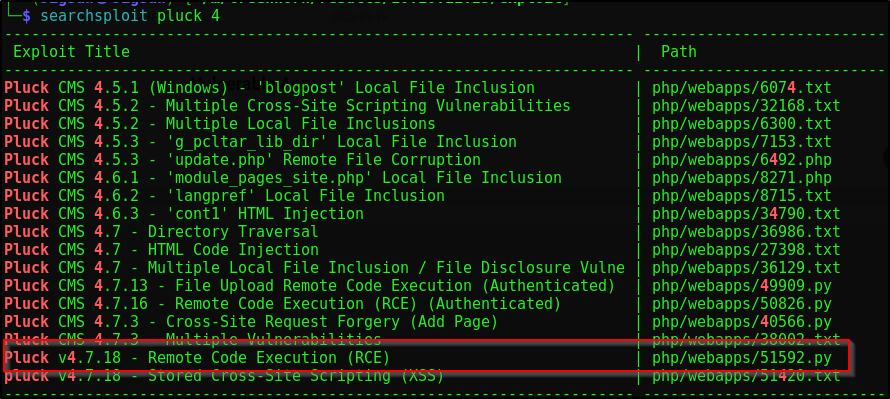 └─$ searchsploit pluck 4
Exploit Title | Path
Pluck CMS 4.5.1 (Windows) - 'blogpost' Local File Inclusion | php/webapps/6074.txt
Pluck CMS 4.5.2 - Multiple Cross-Site Scripting Vulnerabilities | php/webapps/32168.txt
Pluck CMS 4.5.2 - Multiple Local File Inclusions | php/webapps/6300.txt
Pluck CMS 4.5.3 - 'g_pcltar_lib_dir' Local File Inclusion | php/webapps/7153.txt
Pluck CMS 4.5.3 - 'update.php' Remote File Corruption | php/webapps/6492.php
Pluck CMS 4.6.1 - 'module_pages_site.php' Local File Inclusion | php/webapps/8271.php
Pluck CMS 4.6.2 - 'langpref' Local File Inclusion | php/webapps/8715.txt
Pluck CMS 4.6.3 - 'cont1' HTML Injection | php/webapps/34790.txt
Pluck CMS 4.7 - Directory Traversal | php/webapps/36986.txt
Pluck CMS 4.7 - HTML Code Injection | php/webapps/27398.txt
Pluck CMS 4.7 - Multiple Local File Inclusion / File Disclosure Vulne | php/webapps/36129.txt
Pluck CMS 4.7.13 - File Upload Remote Code Execution (Authenticated) | php/webapps/49909.py
Pluck CMS 4.7.16 - Remote Code Execution (RCE) (Authenticated) | php/webapps/50826.py
Pluck CMS 4.7.3 - Cross-Site Request Forgery (Add Page) | php/webapps/40566.py
Pluck CMS 4.7.3 - Multiple Vulnerabilities | php/webapps/38002.txt
Pluck v4.7.18 - Remote Code Execution (RCE) | php/webapps/51592.py
Pluck v4.7.18 - Stored Cross-Site Scripting (XSS) | php/webapps/51420.txt